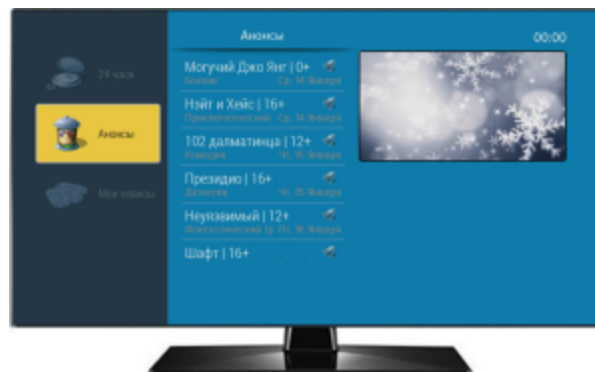 Анонсы
00:00
24 часа
Анонсы
Мои сеансы
Могучий Джо Янг | 0+
Боевик Ср, 14 Января
Нэйт и Хейс | 16+
Приключенческий Ср, 14 Января
102 далматинца | 12+
Комедия Чт, 15 Января
Президио | 16+
Детектив Чт, 15 Января
Неуязвимый | 12+
Фантастический тр Пт, 16 Января
Шафт | 16+